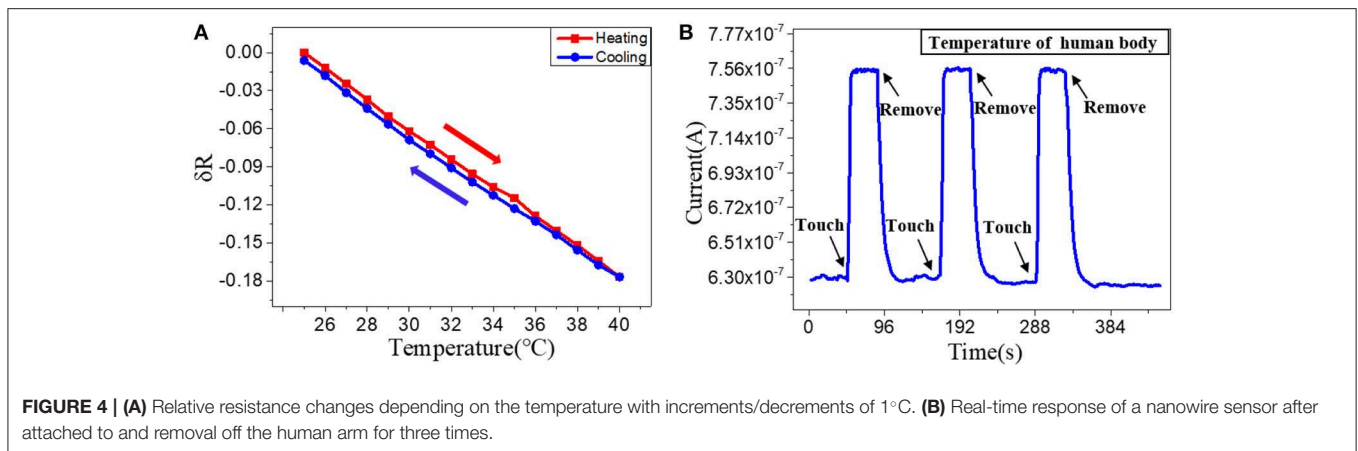 A
Heating
Cooling
0.00
-0.03
-0.06
-0.09
-0.12
-0.15
-0.18
δR
26 28 30 32 34 36 38 40
Temperature(°C)
B
Temperature of human body
7.77x10⁻⁷
7.56x10⁻⁷
7.35x10⁻⁷
7.14x10⁻⁷
6.93x10⁻⁷
6.72x10⁻⁷
6.51x10⁻⁷
6.30x10⁻⁷
Current(A)
Remove Remove Remove
Touch Touch Touch
0 96 192 288 384
Time(s)
FIGURE 4 | (A) Relative resistance changes depending on the temperature with increments/decrements of 1°C. (B) Real-time response of a nanowire sensor after
attached to and removal off the human arm for three times.